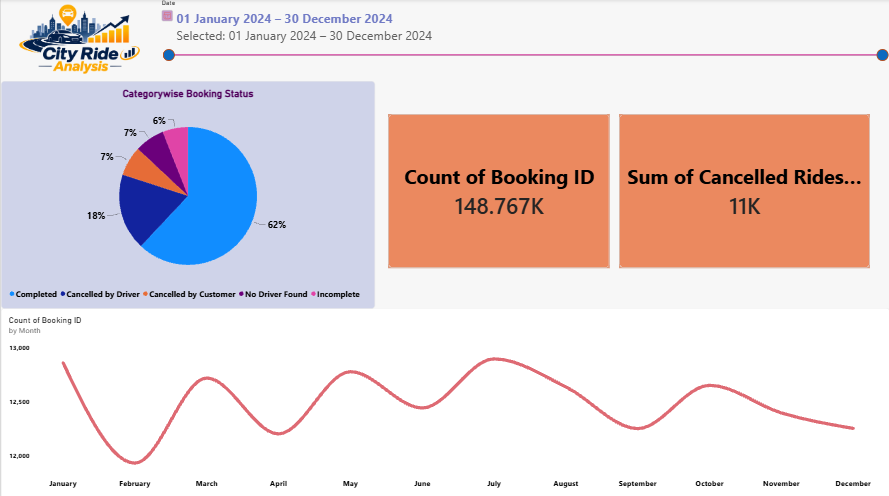 City Ride
Analysis
Date
01 January 2024 – 30 December 2024
Selected: 01 January 2024 – 30 December 2024
Categorywise Booking Status
6%
7%
7%
18%
62%
Completed Cancelled by Driver Cancelled by Customer No Driver Found Incomplete
Count of Booking ID
148.767K
Sum of Cancelled Rides...
11K
Count of Booking ID
by Month
13,000
12,500
12,000
January February March April May June July August September October November December